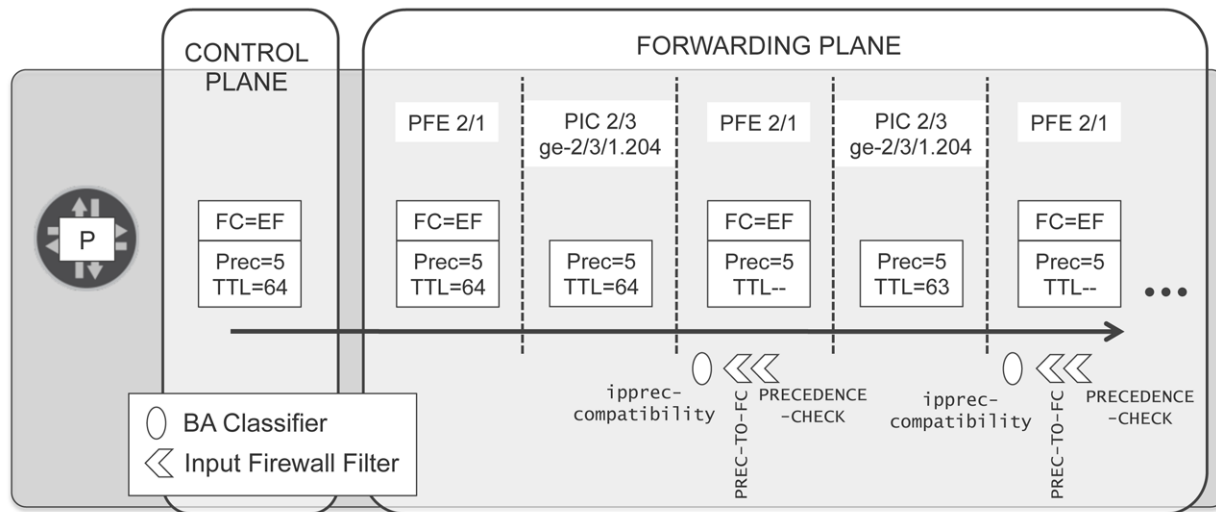 CONTROL
PLANE
FORWARDING PLANE
PFE 2/1
PIC 2/3
ge-2/3/1.204
PFE 2/1
PIC 2/3
ge-2/3/1.204
PFE 2/1
P
FC=EF
Prec=5
TTL=64
FC=EF
Prec=5
TTL=64
Prec=5
TTL=64
FC=EF
Prec=5
TTL--
Prec=5
TTL=63
FC=EF
Prec=5
TTL--
•••
ipprec-
compatibility
PREC-TO-FC
PRECEDENCE
-CHECK
ipprec-
compatibility
PREC-TO-FC
PRECEDENCE
-CHECK
BA Classifier
Input Firewall Filter